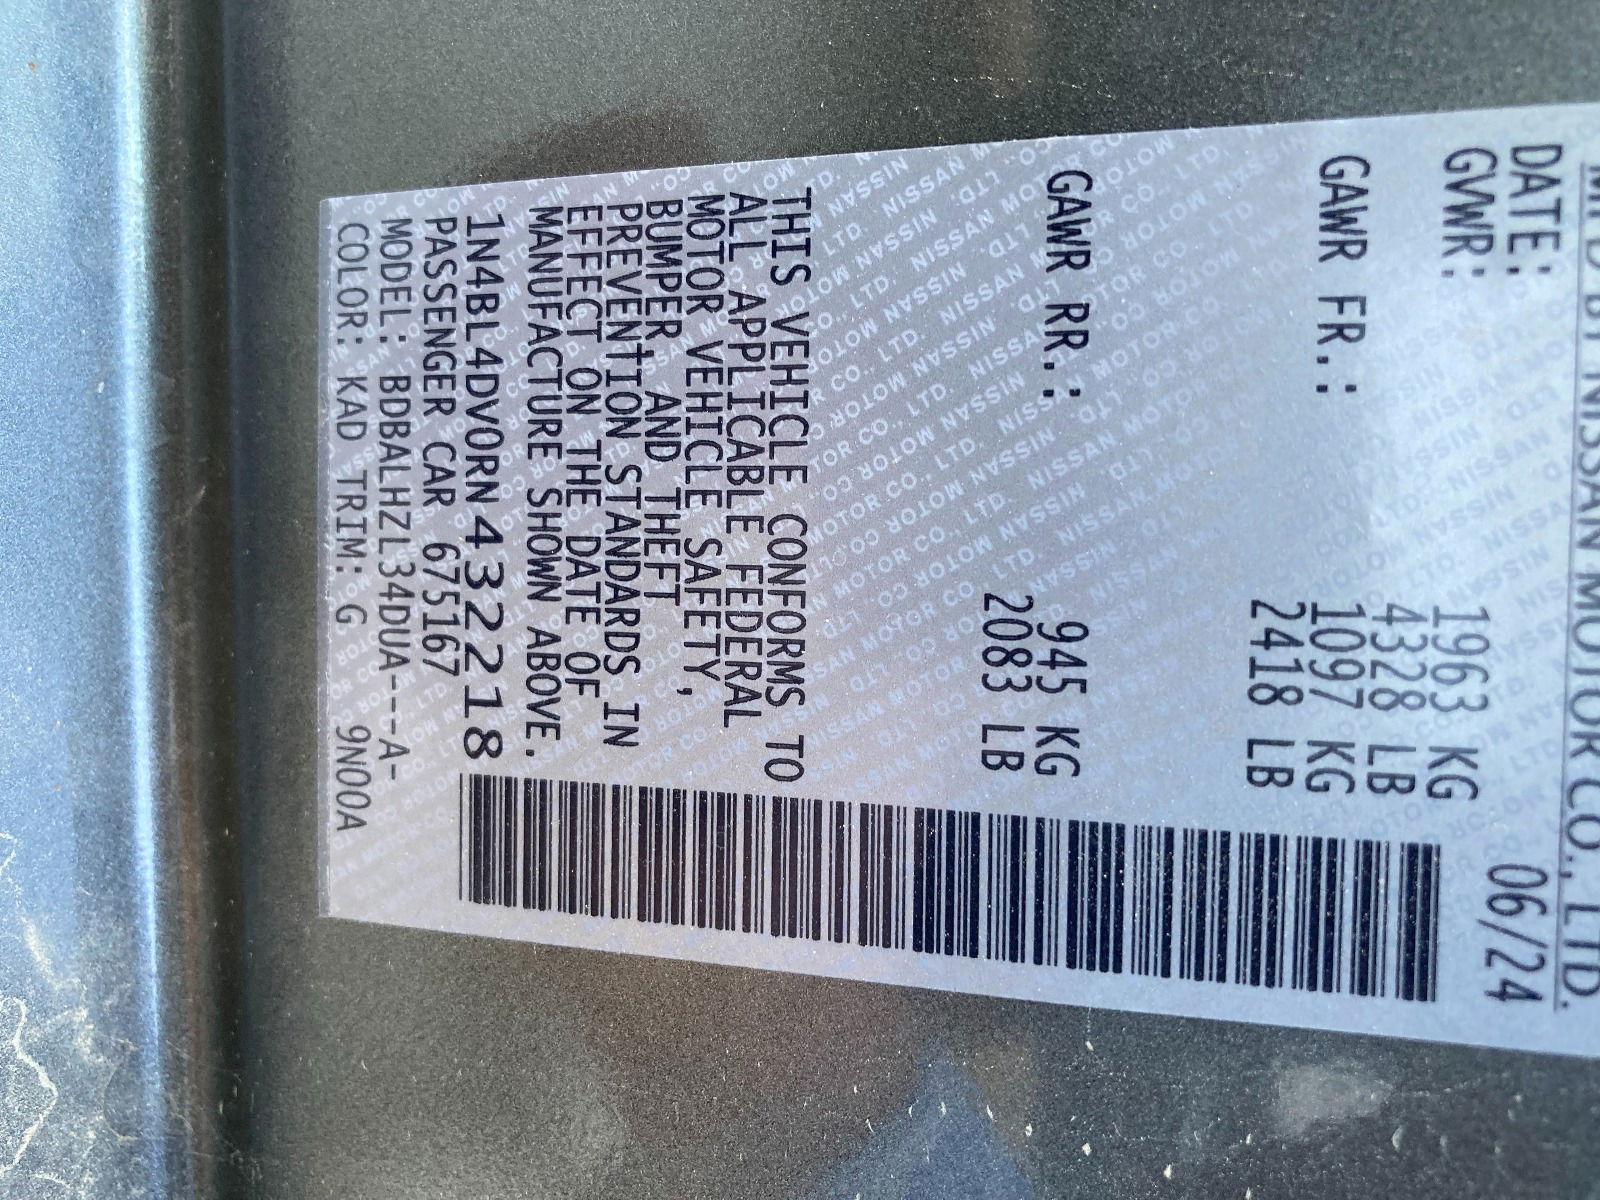 MFD BY NISSAN MOTOR CO., LTD.
DATE: 06/24
GVWR: 1963 KG
4328 LB
GAWR FR.: 1097 KG
2418 LB
GAWR RR.: 945 KG
2083 LB
THIS VEHICLE CONFORMS TO
ALL APPLICABLE FEDERAL
MOTOR VEHICLE SAFETY,
BUMPER, AND THEFT
PREVENTION STANDARDS IN
EFFECT ON THE DATE OF
MANUFACTURE SHOWN ABOVE.
1N4BL4DV0RN432218
PASSENGER CAR 675167
MODEL: BDBALHZL34DUA---A-
COLOR: KAD TRIM: G 9N00A